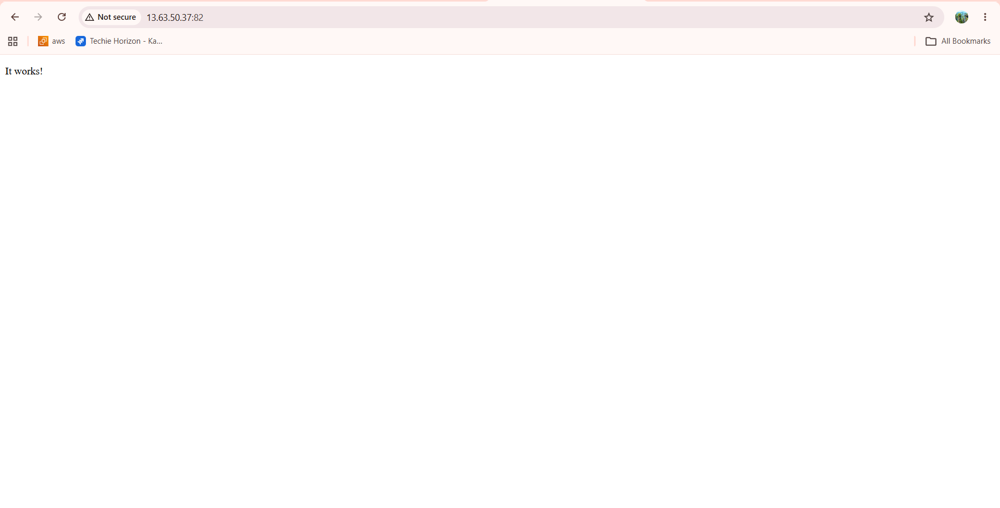 Not secure 13.63.50.37:82
aws Techie Horizon - Ka... All Bookmarks
It works!